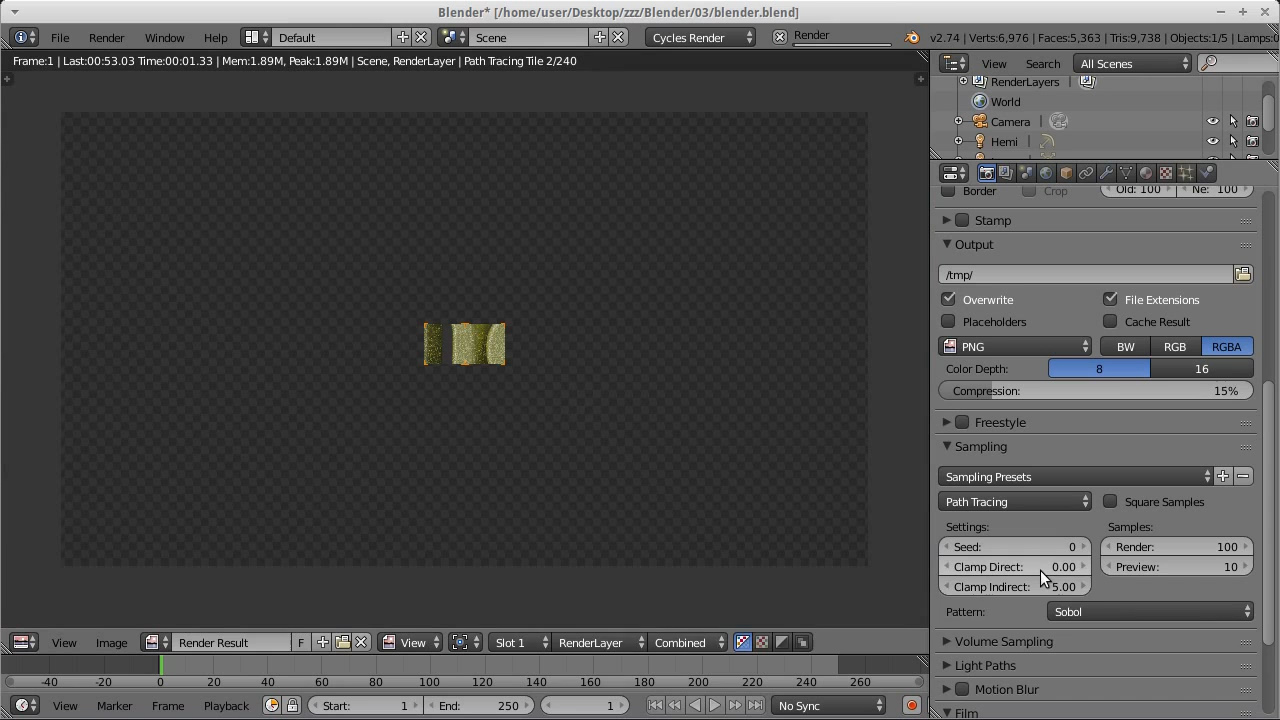 Blender* [/home/user/Desktop/zzz/Blender/03/blender.blend]
File Render Window Help Default Scene Cycles Render Render v2.74 | Verts:6,976 | Faces:5,363 | Tris:9,738 | Objects:1/5 | Lamps:0
Frame:1 | Last:00:53.03 Time:00:01.33 | Mem:1.89M, Peak:1.89M | Scene, RenderLayer | Path Tracing Tile 2/240
View Search All Scenes
RenderLayers
World
Camera
Hemi
Border Crop Old: 100 Ne: 100
Stamp
Output
/tmp/
Overwrite File Extensions
Placeholders Cache Result
PNG BW RGB RGBA
Color Depth: 8 16
Compression: 15%
Freestyle
Sampling
Sampling Presets
Path Tracing Square Samples
Settings: Samples:
Seed: 0 Render: 100
Clamp Direct: 0.00 Preview: 10
Clamp Indirect: 5.00
Pattern: Sobol
Volume Sampling
Light Paths
Motion Blur
Film
View Image Render Result F View Slot 1 RenderLayer Combined
-40 -20 0 20 40 60 80 100 120 140 160 180 200 220 240 260
View Marker Frame Playback Start: 1 End: 250 1 No Sync